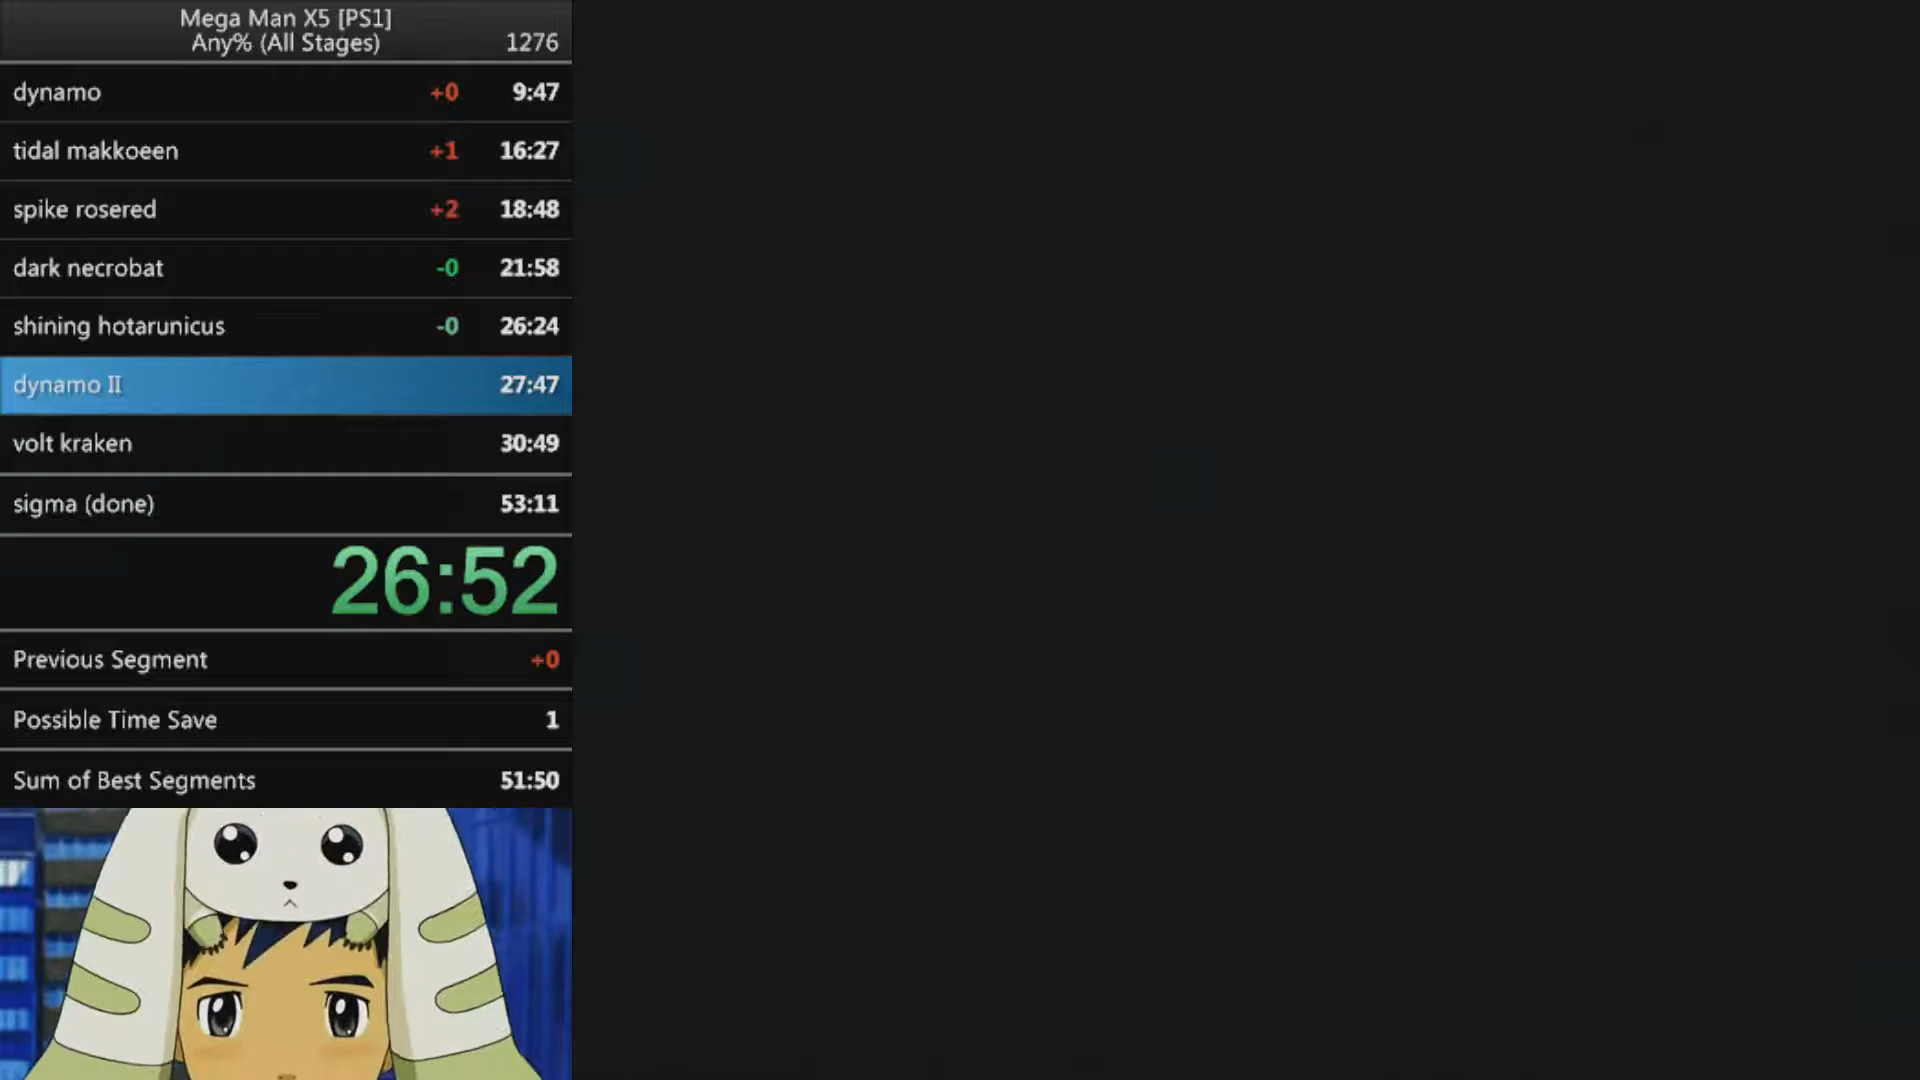 Mega Man X5 [PS1]
Any% (All Stages) 1276
dynamo +0 9:47
tidal makkoeen +1 16:27
spike rosered +2 18:48
dark necrobat -0 21:58
shining hotarunicus -0 26:24
dynamo II 27:47
volt kraken 30:49
sigma (done) 53:11
26:52
Previous Segment +0
Possible Time Save 1
Sum of Best Segments 51:50